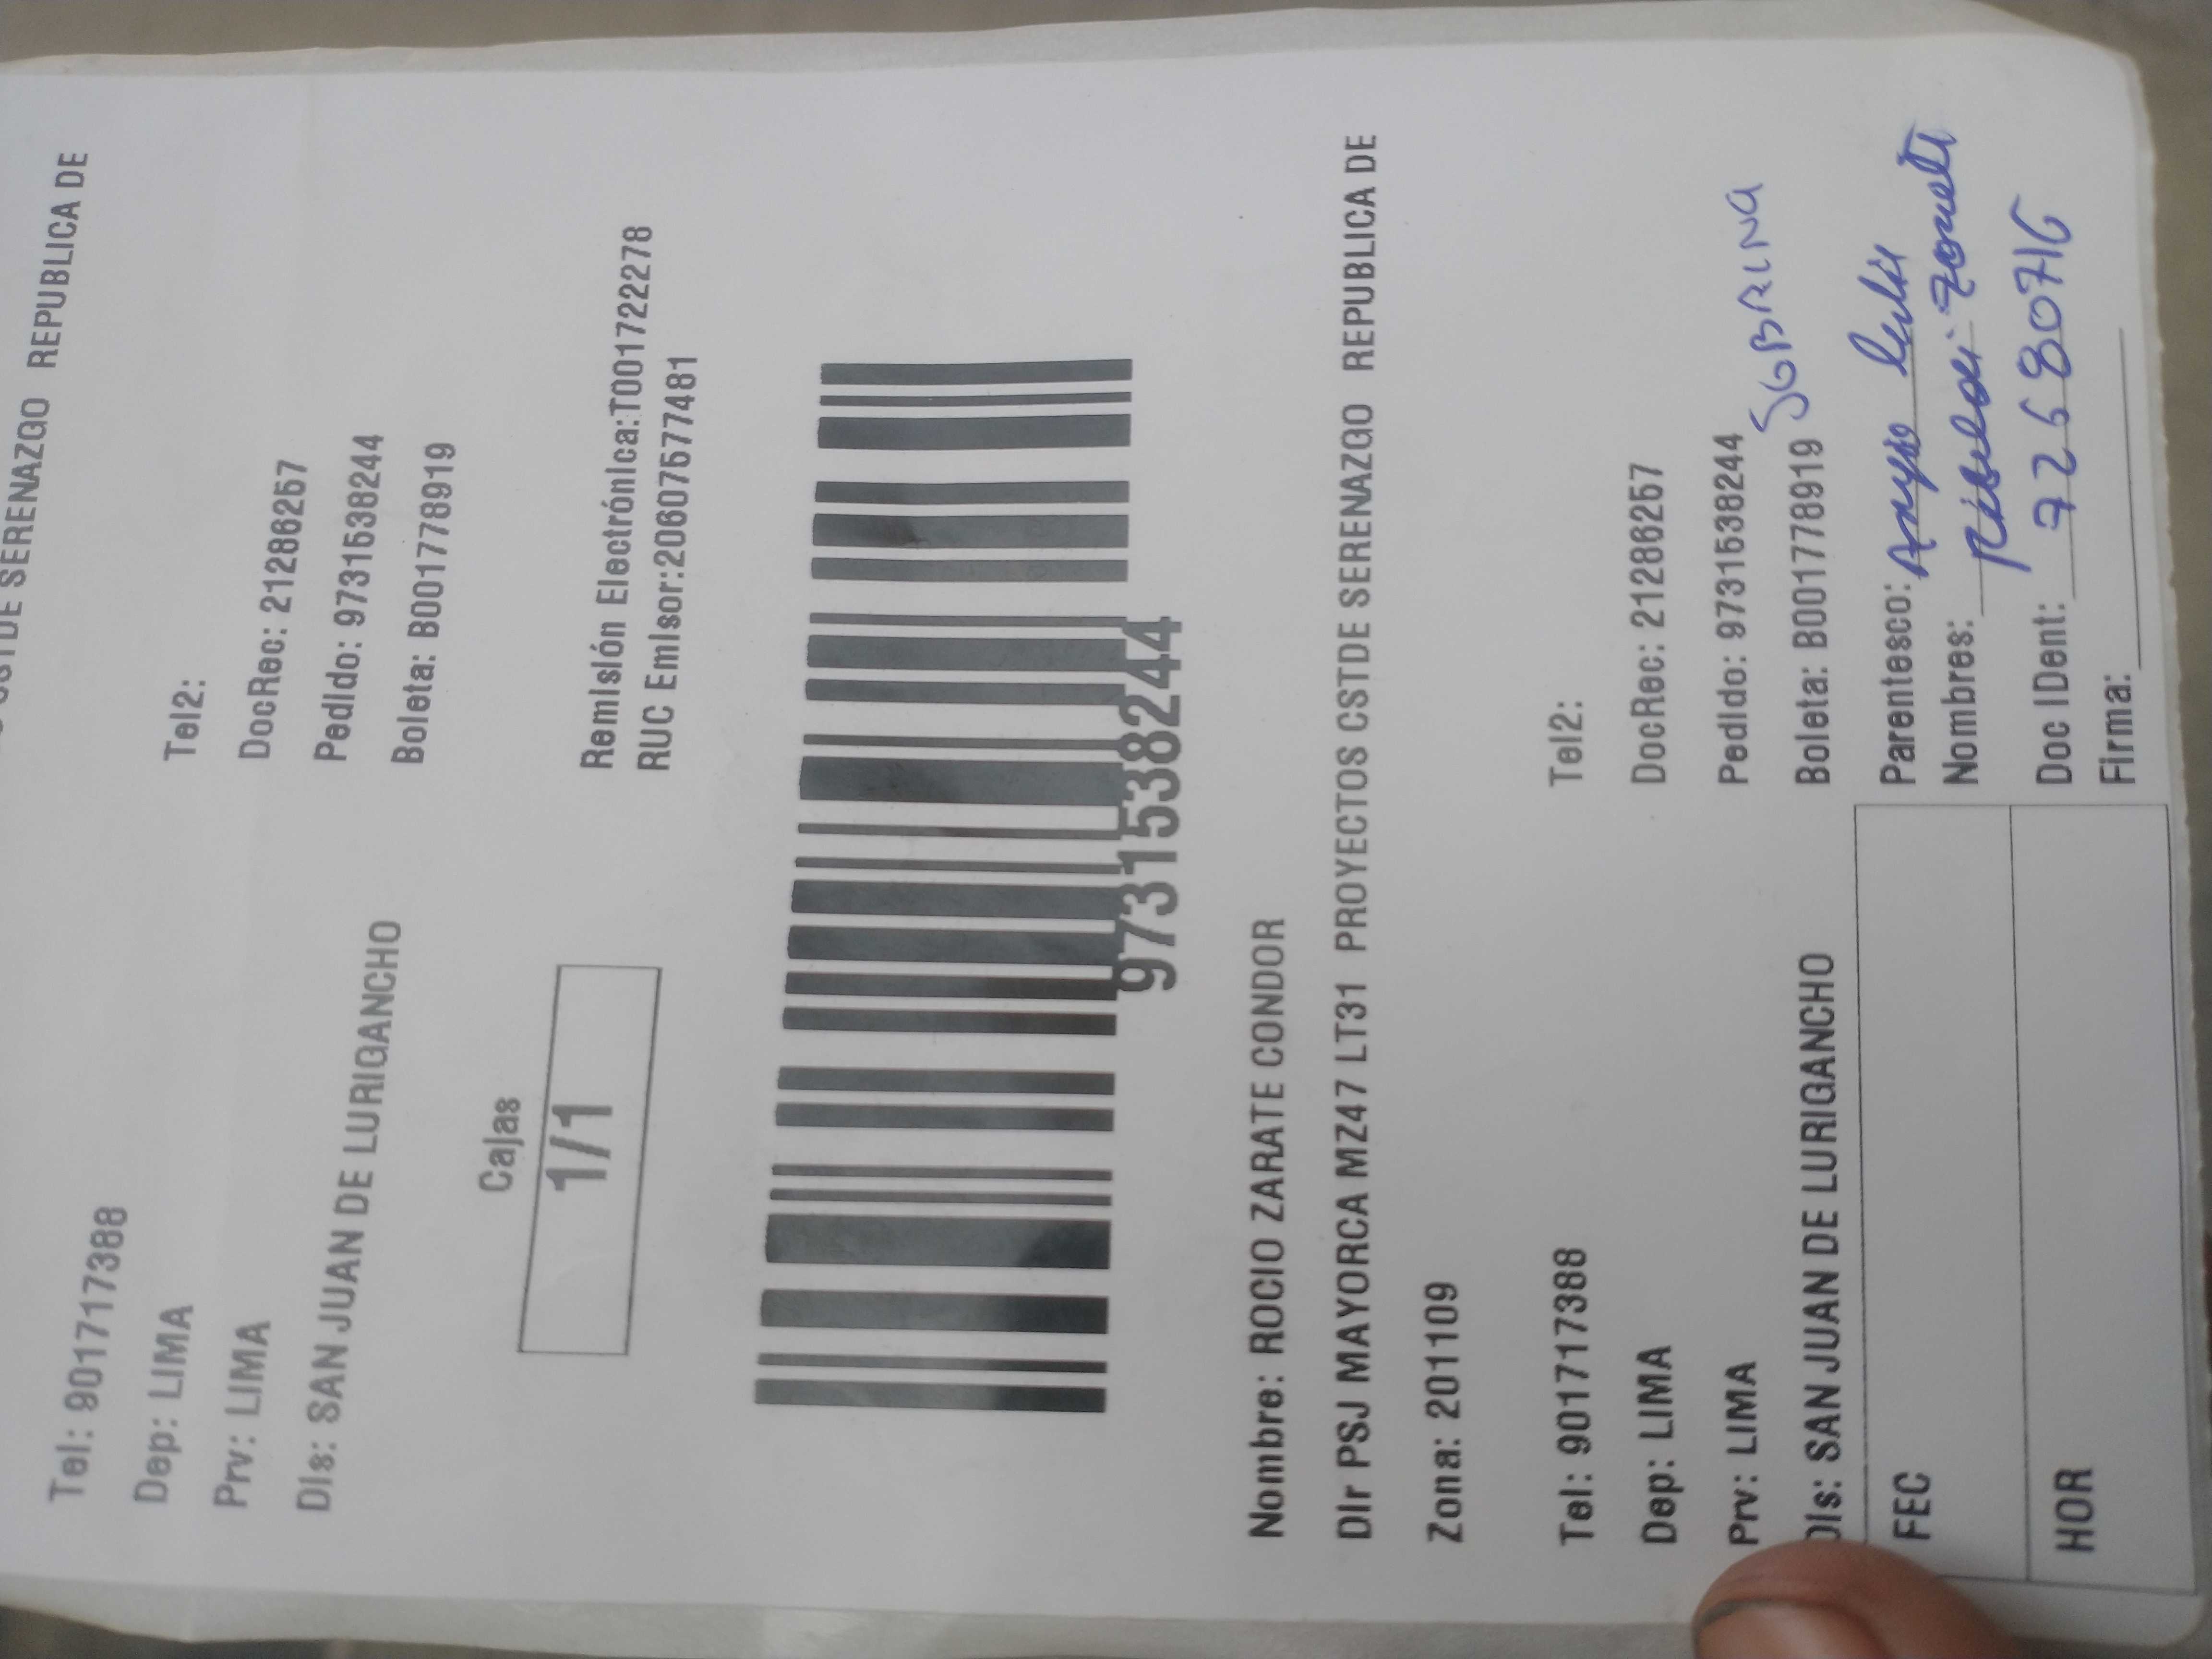 DE SERENAZGO REPUBLICA DE
Tel: 901717388
Tel2:
Dep: LIMA
DocRec: 21286257
Prv: LIMA
Pedido: 9731538244
Dis: SAN JUAN DE LURIGANCHO
Boleta: B001778919
Cajas
1/1
Remisión Electrónica:T001722278
RUC Emisor:20607577481
9731538244
Nombre: ROCIO ZARATE CONDOR
Dir PSJ MAYORCA MZ47 LT31 PROYECTOS CSTDE SERENAZGO REPUBLICA DE
Zona: 201109
Tel: 901717388
Tel2:
Dep: LIMA
DocRec: 21286257
Prv: LIMA
Pedido: 9731538244
SOBRINA
Dis: SAN JUAN DE LURIGANCHO
Boleta: B001778919
FEC
Parentesco:
Nombres:
HOR
Doc IDent: 72680716
Firma: